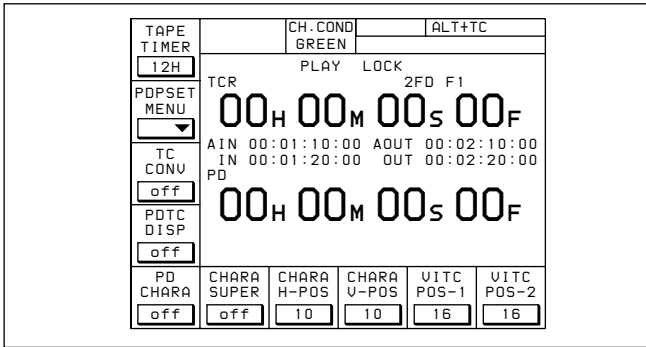 TAPE TIMER
12H
CH.COND GREEN
ALT+TC
PLAY LOCK
TCR 2FD F1
00H 00M 00S 00F
PDPSET MENU
AIN 00:01:10:00 AOUT 00:02:10:00
IN 00:01:20:00 OUT 00:02:20:00
TC CONV
off
PD
00H 00M 00S 00F
PDTC DISP
off
PD CHARA
off
CHARA SUPER
off
CHARA H-POS
10
CHARA V-POS
10
VITC POS-1
16
VITC POS-2
16